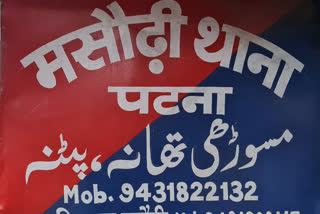 मसौढ़ी थाना
पटना
مسوڑھی تھانہ، پٹنہ
Mob. 9431822132